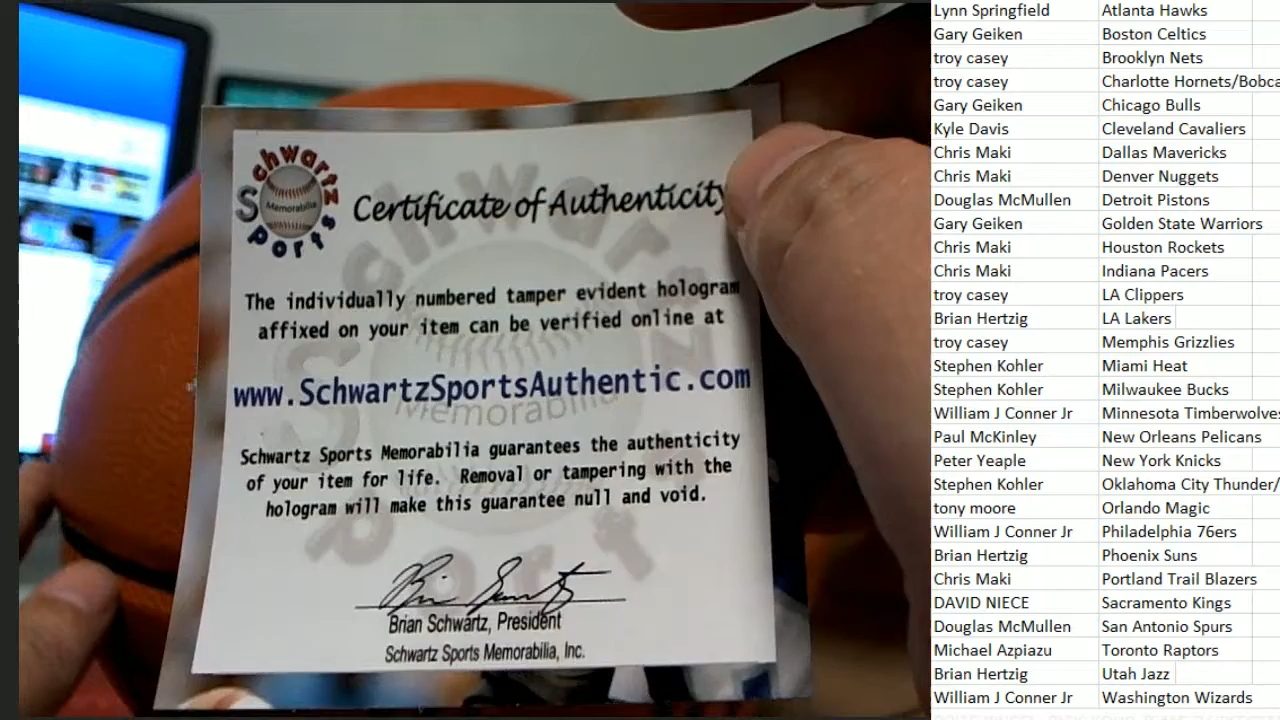 Schwartz
Sports
Memorabilia
Certificate of Authenticity
The individually numbered tamper evident hologram
affixed on your item can be verified online at
www.SchwartzSportsAuthentic.com
Schwartz Sports Memorabilia guarantees the authenticity
of your item for life. Removal or tampering with the
hologram will make this guarantee null and void.
Brian Schwartz, President
Schwartz Sports Memorabilia, Inc.
Lynn Springfield Atlanta Hawks
Gary Geiken Boston Celtics
troy casey Brooklyn Nets
troy casey Charlotte Hornets/Bobca
Gary Geiken Chicago Bulls
Kyle Davis Cleveland Cavaliers
Chris Maki Dallas Mavericks
Chris Maki Denver Nuggets
Douglas McMullen Detroit Pistons
Gary Geiken Golden State Warriors
Chris Maki Houston Rockets
Chris Maki Indiana Pacers
troy casey LA Clippers
Brian Hertzig LA Lakers
troy casey Memphis Grizzlies
Stephen Kohler Miami Heat
Stephen Kohler Milwaukee Bucks
William J Conner Jr Minnesota Timberwolves
Paul McKinley New Orleans Pelicans
Peter Yeaple New York Knicks
Stephen Kohler Oklahoma City Thunder/
tony moore Orlando Magic
William J Conner Jr Philadelphia 76ers
Brian Hertzig Phoenix Suns
Chris Maki Portland Trail Blazers
DAVID NIECE Sacramento Kings
Douglas McMullen San Antonio Spurs
Michael Azpiazu Toronto Raptors
Brian Hertzig Utah Jazz
William J Conner Jr Washington Wizards